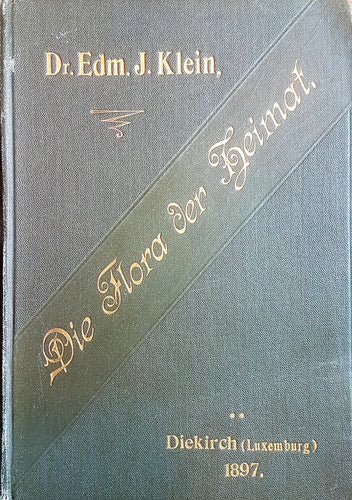 Dr. Edm. J. Klein,
Die Flora der Heimat.
Diekirch (Luxemburg)
1897.